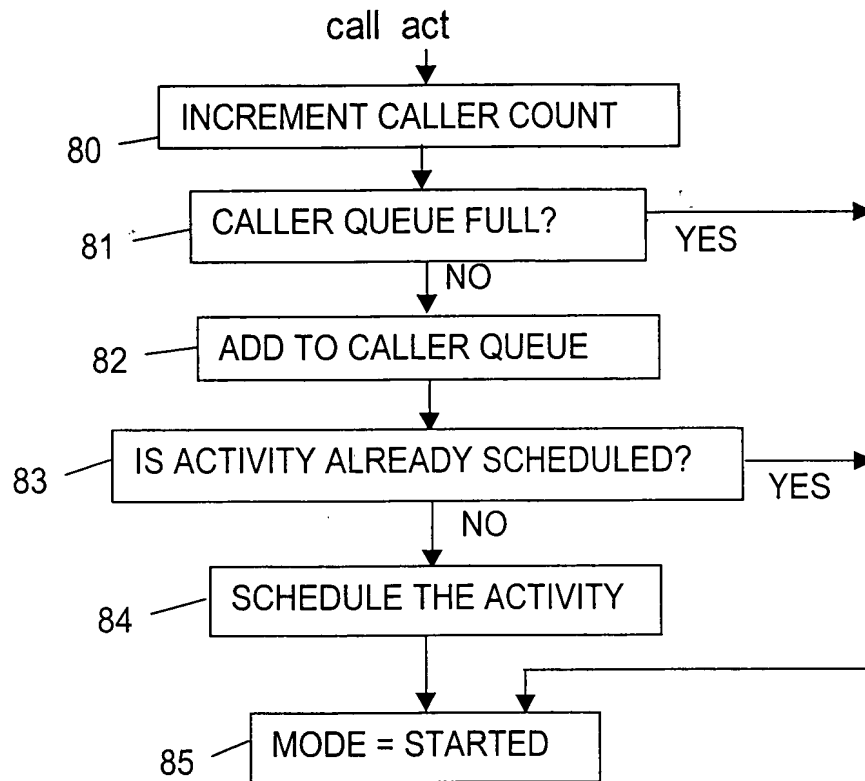 call act
INCREMENT CALLER COUNT
80
CALLER QUEUE FULL?
81
YES
NO
ADD TO CALLER QUEUE
82
IS ACTIVITY ALREADY SCHEDULED?
83
YES
NO
SCHEDULE THE ACTIVITY
84
MODE = STARTED
85